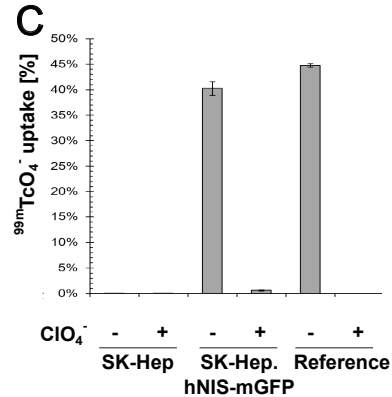 C
⁹⁹ᵐTcO₄⁻ uptake [%]
50%
45%
40%
35%
30%
25%
20%
15%
10%
5%
0%
ClO₄⁻ - + - + - +
SK-Hep SK-Hep. Reference
hNIS-mGFP